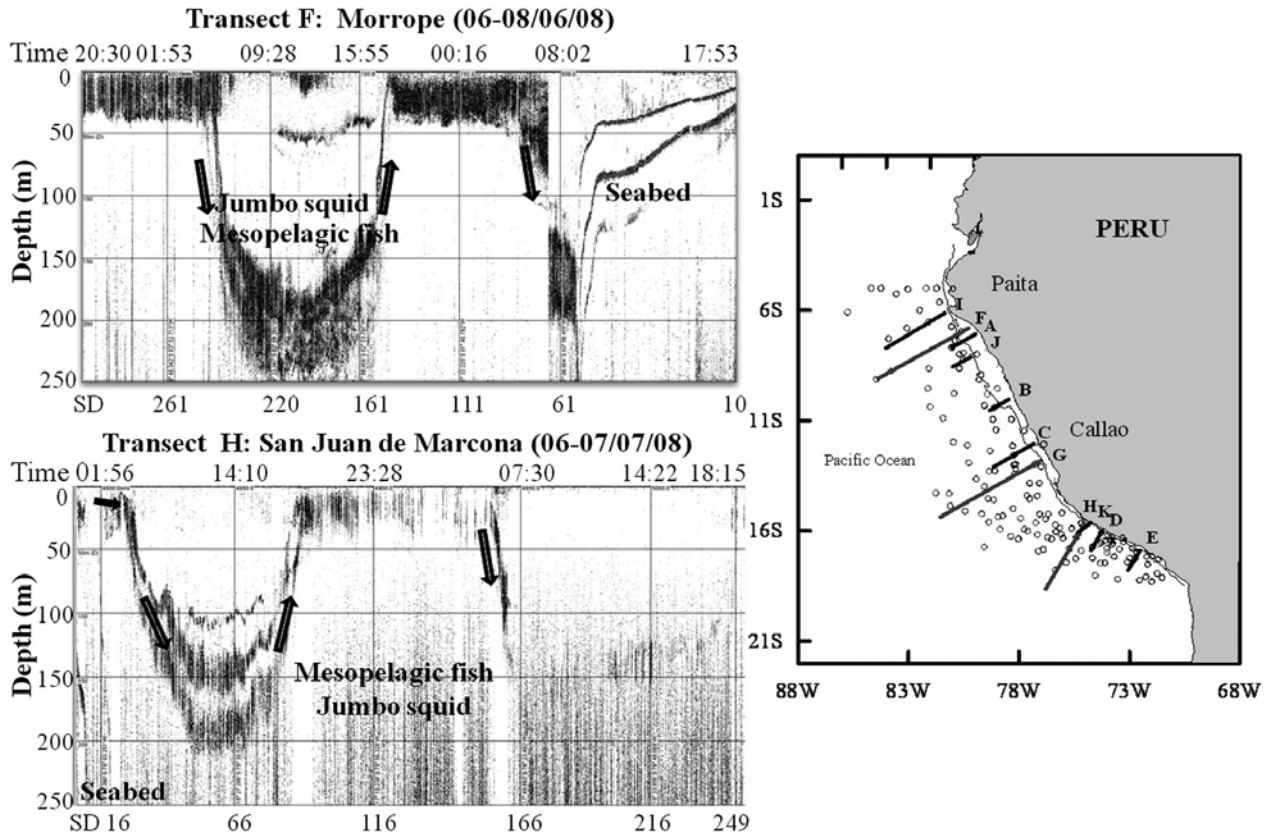 Transect F: Morrope (06-08/06/08)
Time 20:30 01:53 09:28 15:55 00:16 08:02 17:53
0
50
100
150
200
250
Depth (m)
Jumbo squid
Mesopelagic fish
Seabed
SD 261 220 161 111 61 10
Transect H: San Juan de Marcona (06-07/07/08)
Time 01:56 14:10 23:28 07:30 14:22 18:15
0
50
100
150
200
250
Depth (m)
Mesopelagic fish
Jumbo squid
Seabed
SD 16 66 116 166 216 249
1S
6S
11S
16S
21S
PERU
Paita
I
F
A
J
B
C
Callao
G
Pacific Ocean
H
K
D
E
88W 83W 78W 73W 68W